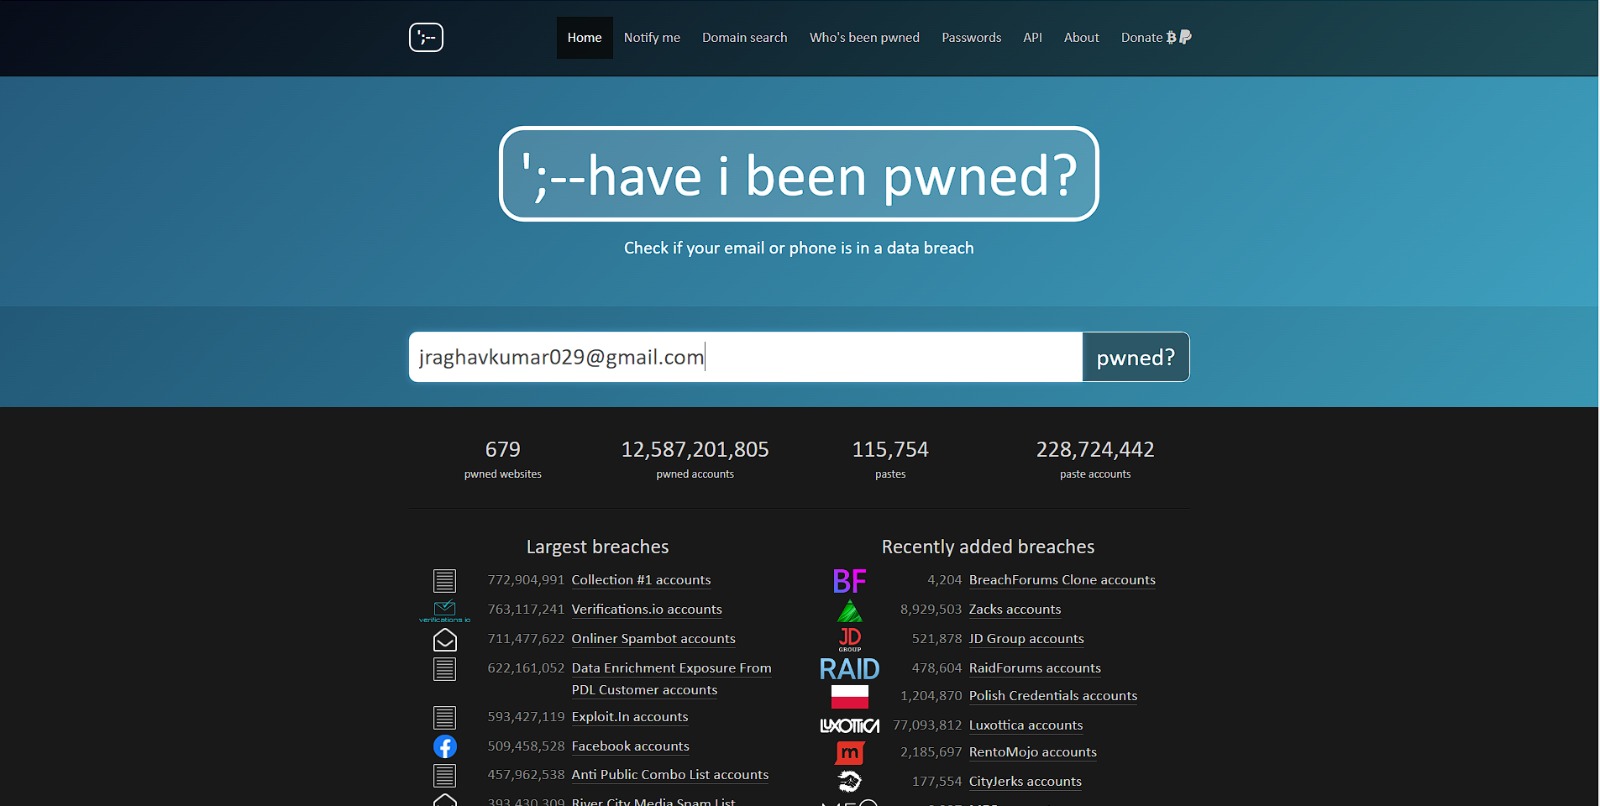 ';--
Home Notify me Domain search Who's been pwned Passwords API About Donate
';--have i been pwned?
Check if your email or phone is in a data breach
jraghavkumar029@gmail.com pwned?
679 12,587,201,805 115,754 228,724,442
pwned websites pwned accounts pastes paste accounts
Largest breaches
772,904,991 Collection #1 accounts
verifications.io 763,117,241 Verifications.io accounts
711,477,622 Onliner Spambot accounts
622,161,052 Data Enrichment Exposure From
PDL Customer accounts
593,427,119 Exploit.In accounts
509,458,528 Facebook accounts
457,962,538 Anti Public Combo List accounts
393,430,309 River City Media Spam List
Recently added breaches
BF 4,204 BreachForums Clone accounts
8,929,503 Zacks accounts
JD GROUP 521,878 JD Group accounts
RAID 478,604 RaidForums accounts
1,204,870 Polish Credentials accounts
LUXOTTICA 77,093,812 Luxottica accounts
m 2,185,697 RentoMojo accounts
177,554 CityJerks accounts